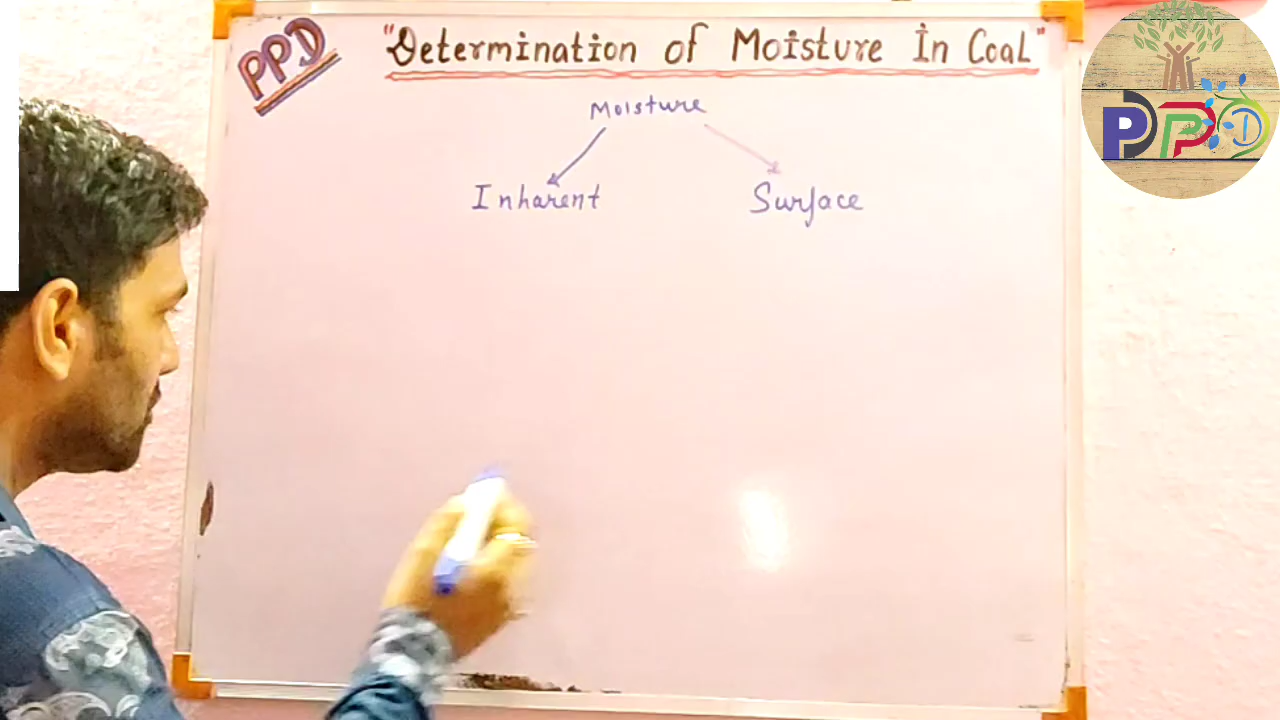 PPD
"Determination of Moisture In Coal"
PPD
Moisture
Inharent
Surface